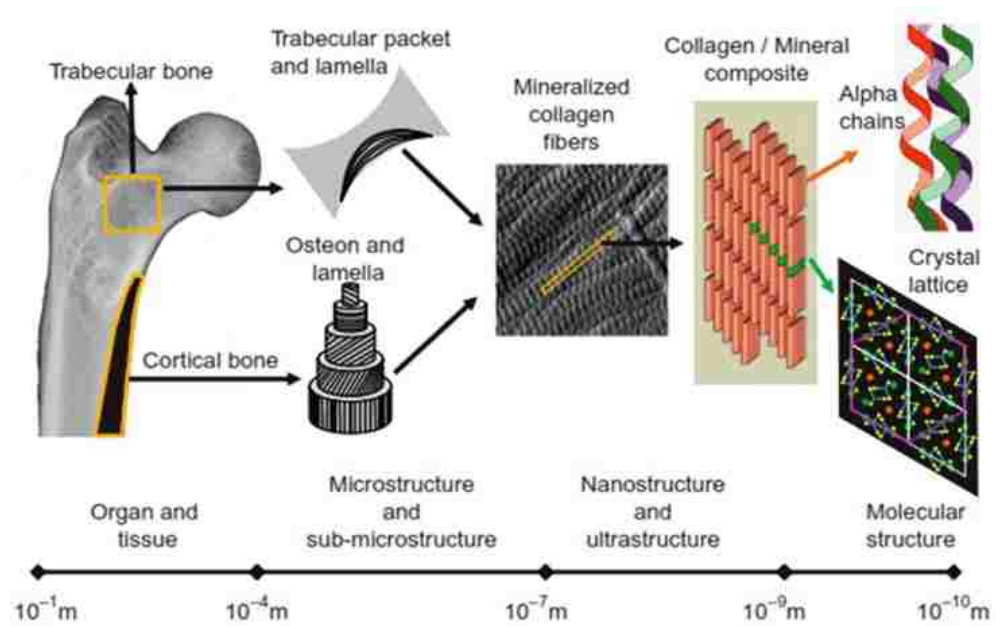 Trabecular bone
Trabecular packet
and lamella
Mineralized
collagen
fibers
Collagen / Mineral
composite
Alpha
chains
Osteon and
lamella
Crystal
lattice
Cortical bone
Organ and
tissue
Microstructure
and
sub-microstructure
Nanostructure
and
ultrastructure
Molecular
structure
10⁻¹m
10⁻⁴m
10⁻⁷m
10⁻⁹m
10⁻¹⁰m